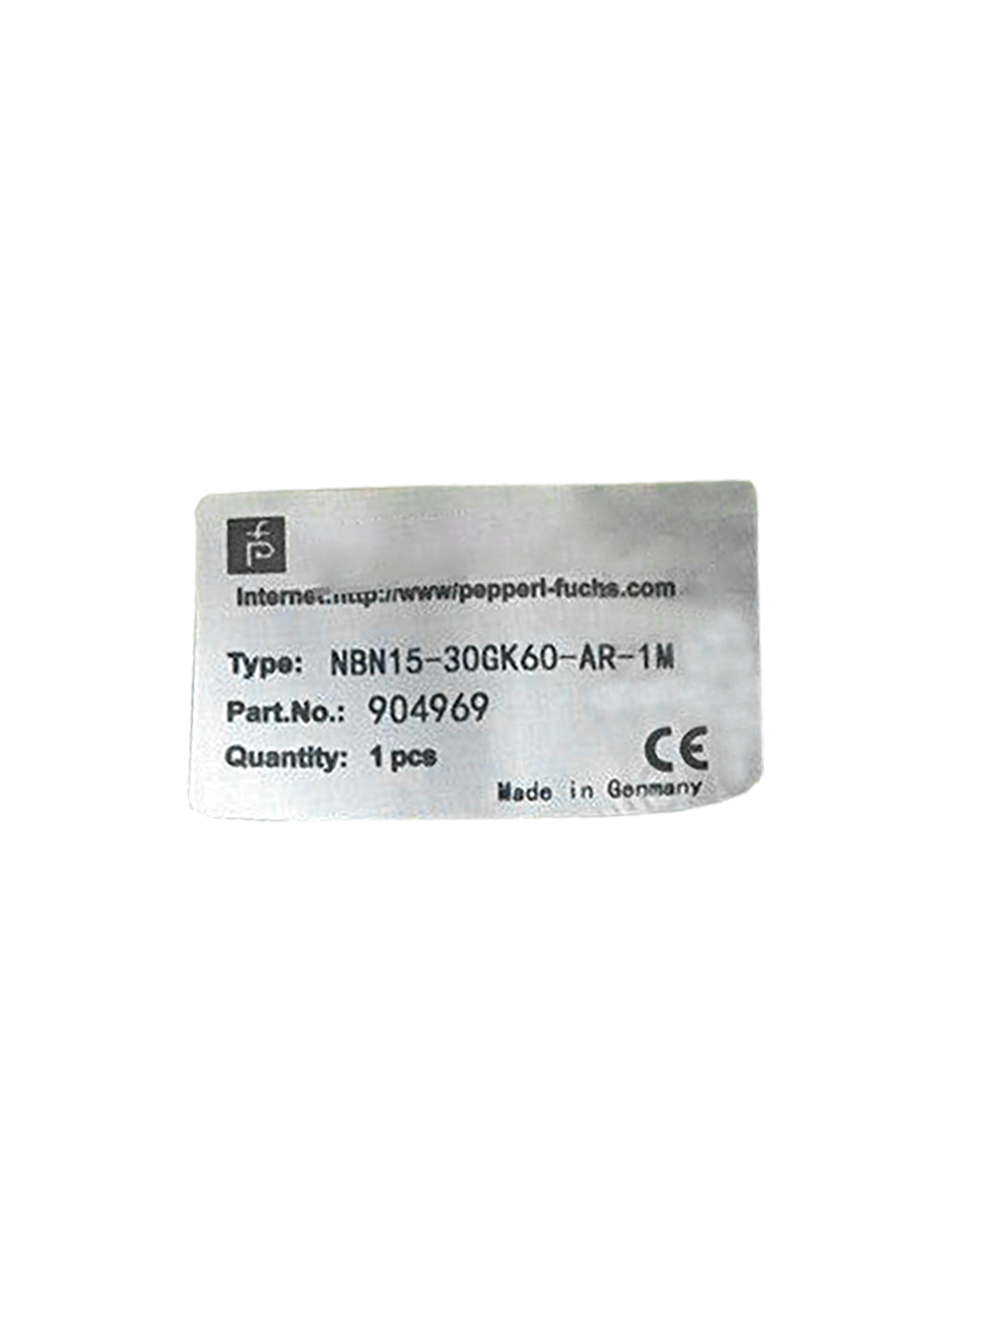 Internet:http://www/pepperl-fuchs.com
Type: NBN15-30GK60-AR-1M
Part.No.: 904969
Quantity: 1 pcs
CE
Made in Genmany